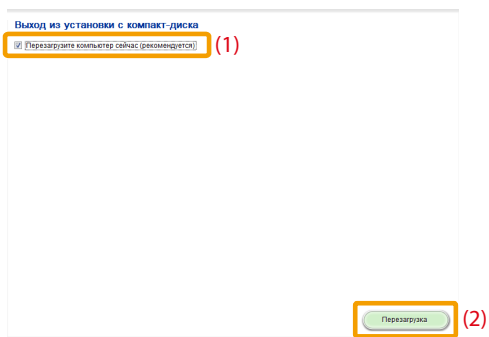 Выход из установки с компакт-диска
Перезагрузите компьютер сейчас (рекомендуется)
(1)
Перезагрузка
(2)